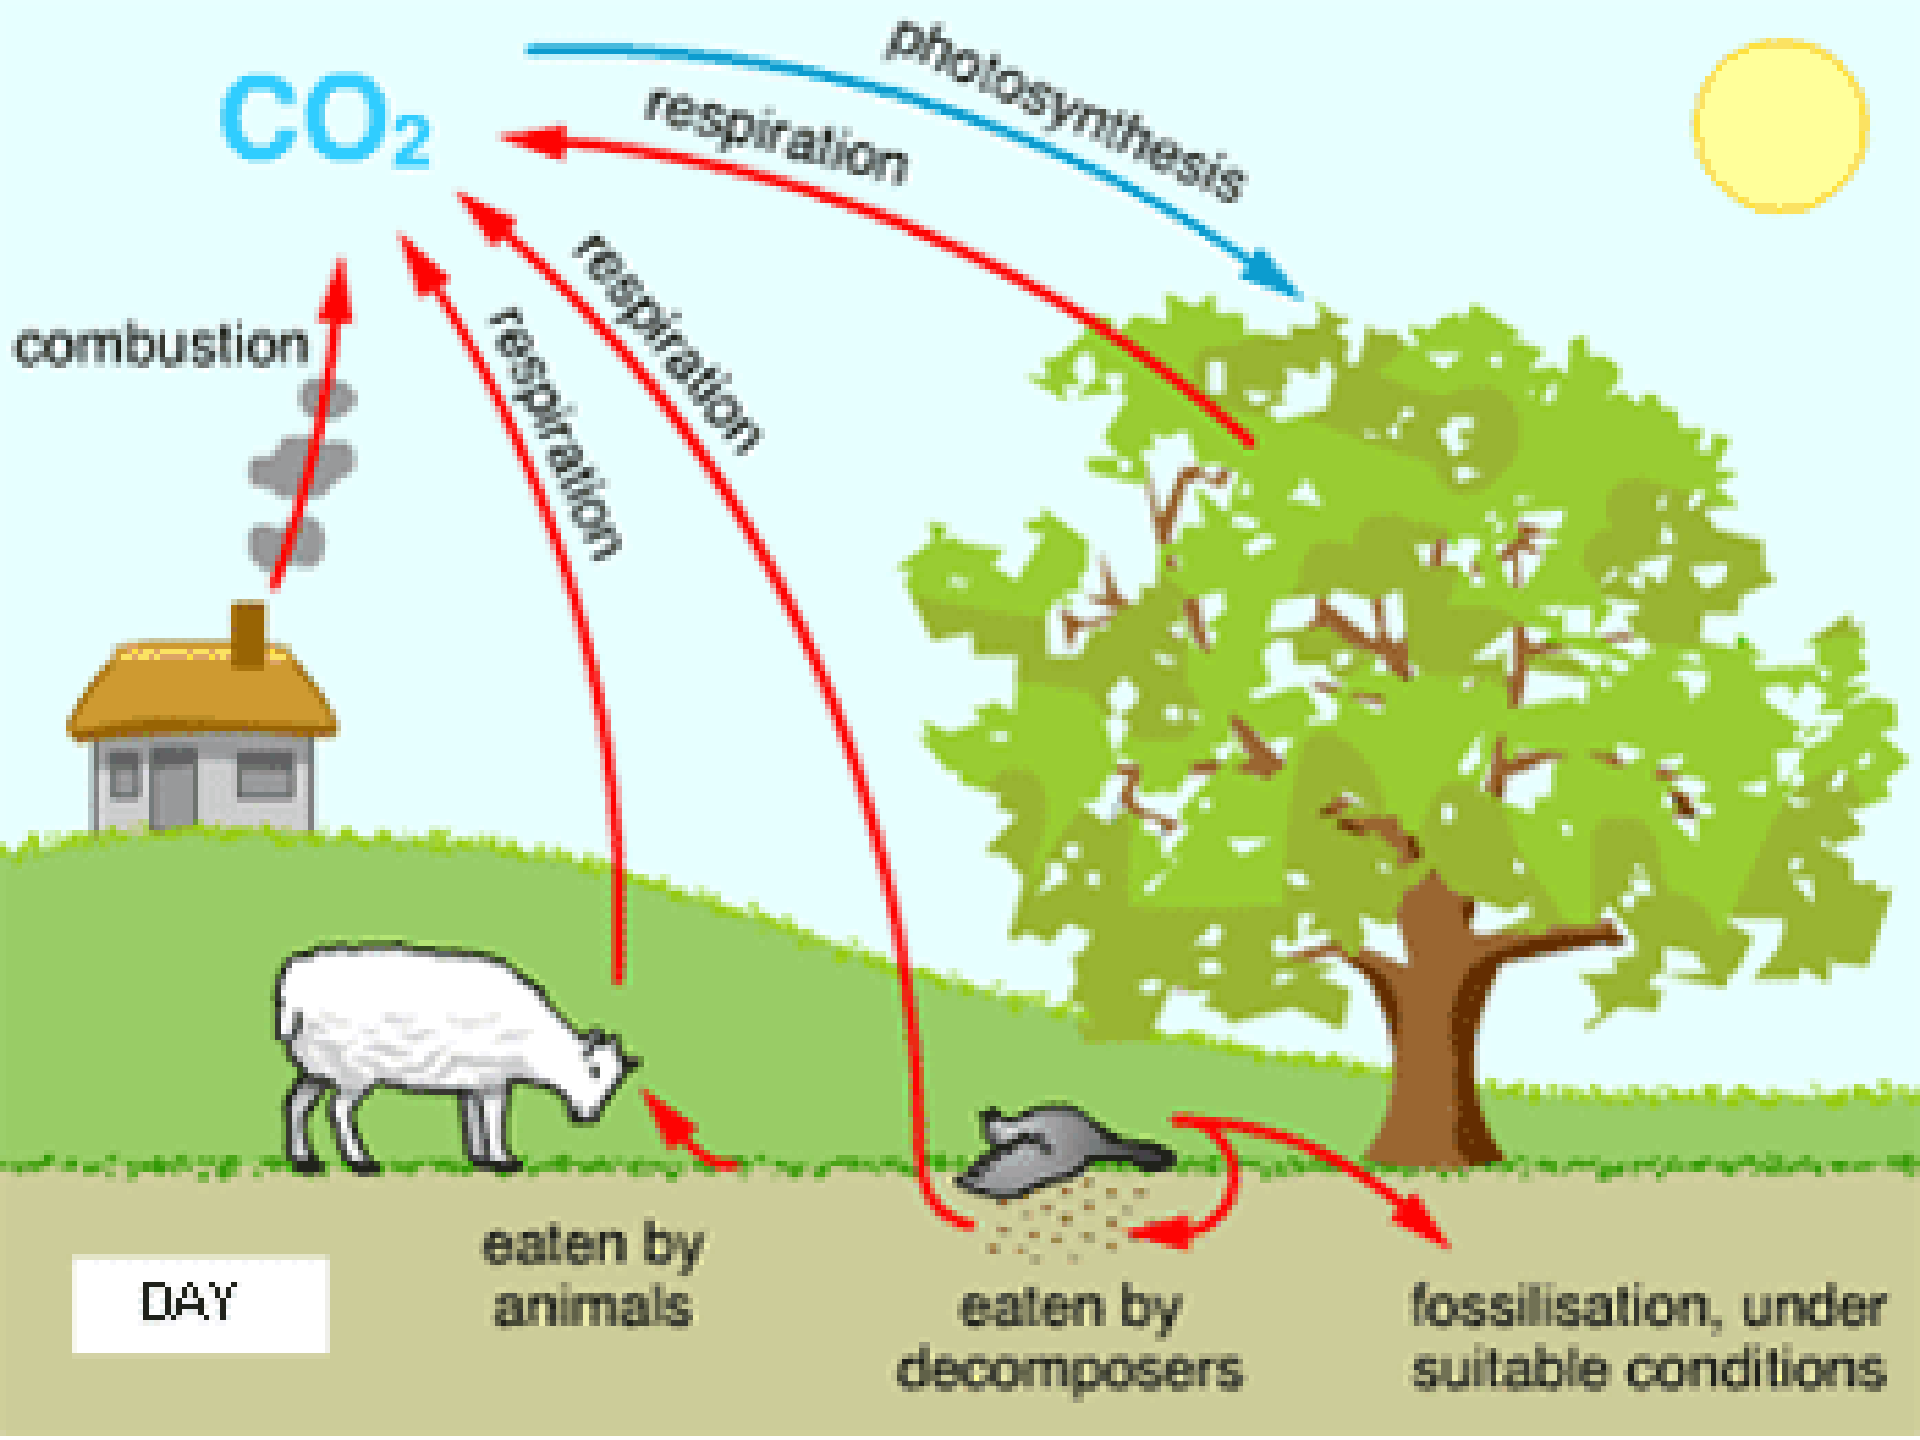 photosynthesis
respiration
CO₂
respiration
respiration
combustion
eaten by
animals
eaten by
decomposers
fossilisation, under
suitable conditions
DAY